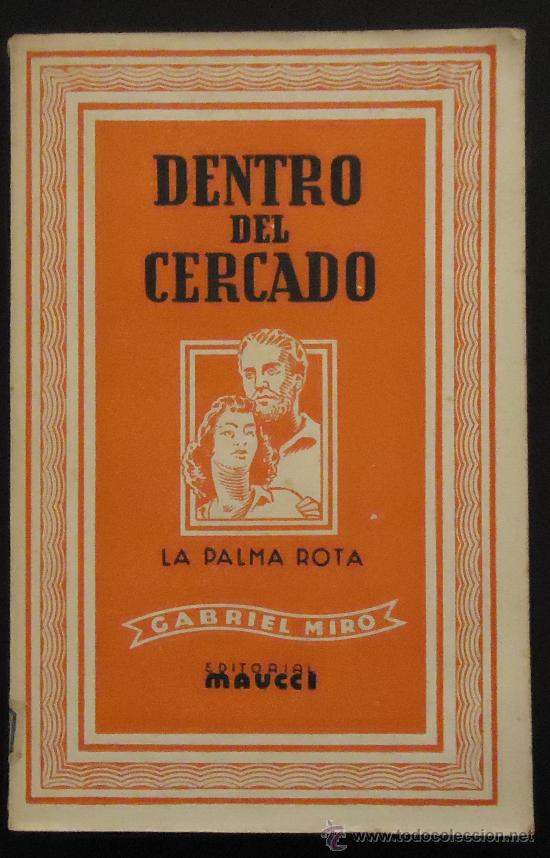 DENTRO
DEL
CERCADO
LA PALMA ROTA
GABRIEL MIRO
EDITORIAL
MAUCCI
www.todocoleccion.net